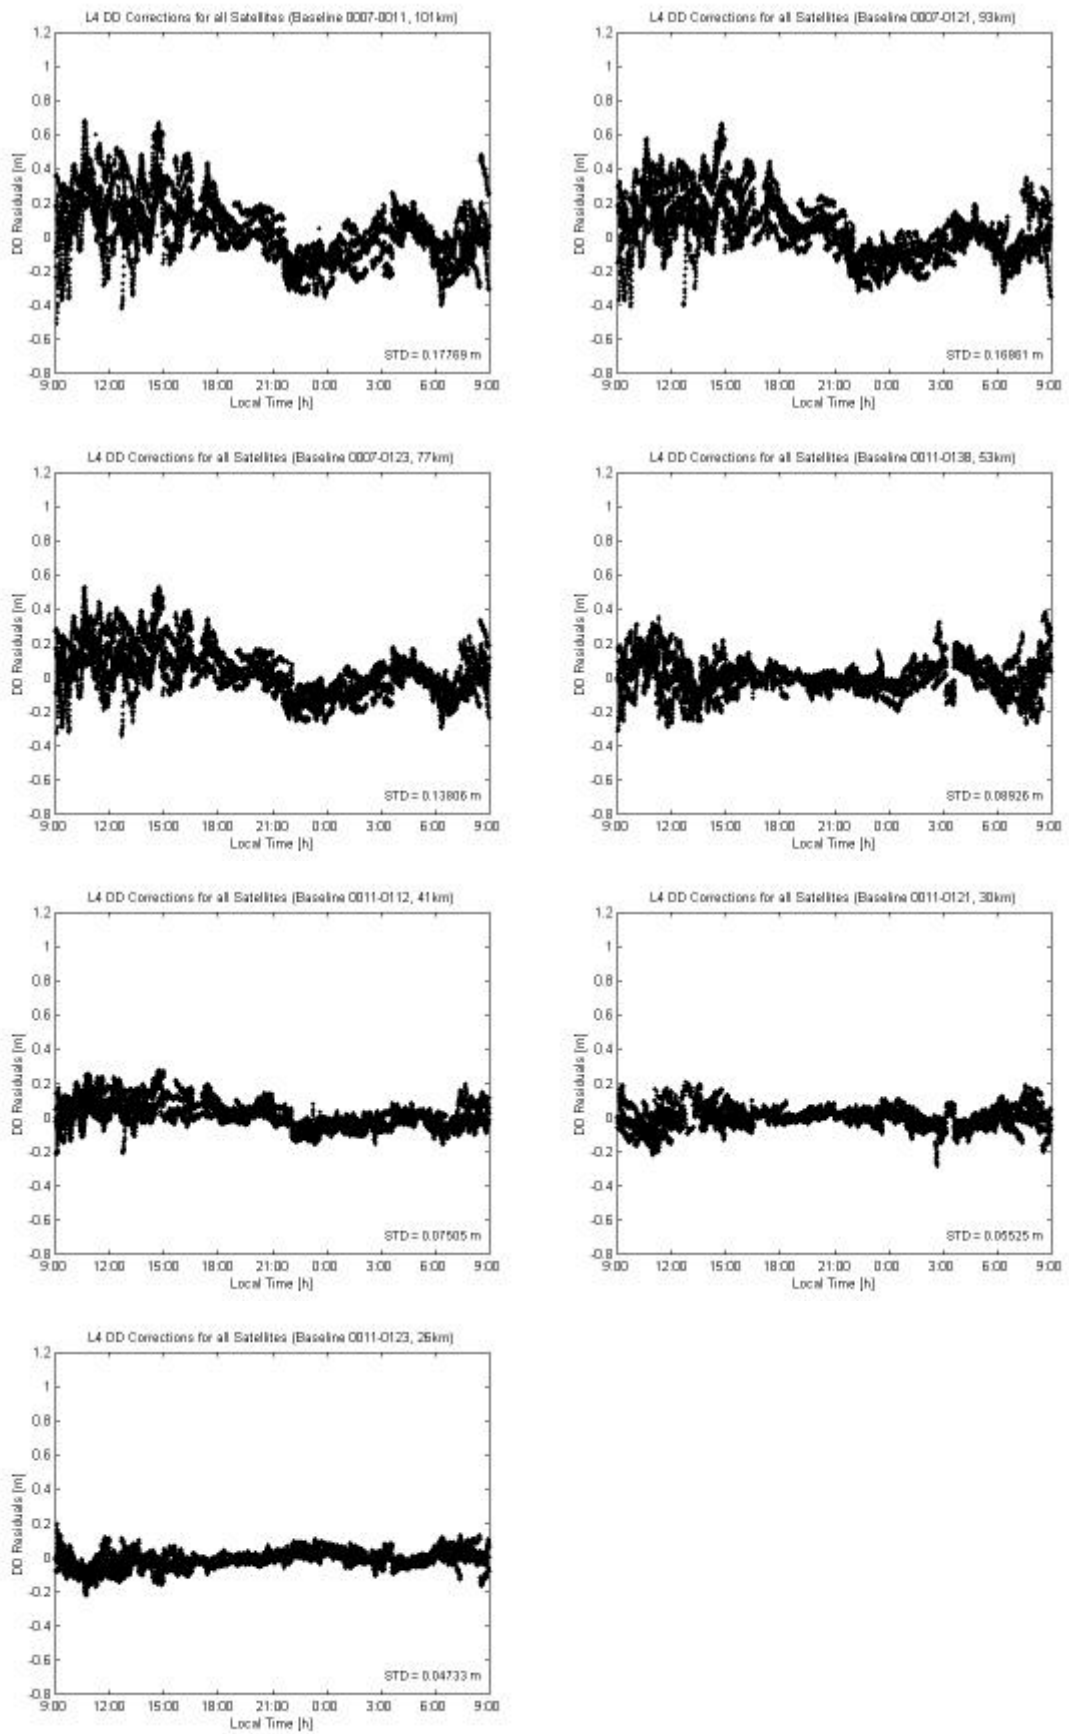 L4 DD Corrections for all Satellites (Baseline 0007-0011, 101km)
1.2
1
0.8
0.6
0.4
0.2
0
-0.2
-0.4
-0.6
-0.8
DD Residuals [m]
STD = 0.17769 m
9:00 12:00 15:00 18:00 21:00 0:00 3:00 6:00 9:00
Local Time [h]
L4 DD Corrections for all Satellites (Baseline 0007-0121, 93km)
1.2
1
0.8
0.6
0.4
0.2
0
-0.2
-0.4
-0.6
-0.8
DD Residuals [m]
STD = 0.16861 m
9:00 12:00 15:00 18:00 21:00 0:00 3:00 6:00 9:00
Local Time [h]
L4 DD Corrections for all Satellites (Baseline 0007-0123, 77km)
1.2
1
0.8
0.6
0.4
0.2
0
-0.2
-0.4
-0.6
-0.8
DD Residuals [m]
STD = 0.13806 m
9:00 12:00 15:00 18:00 21:00 0:00 3:00 6:00 9:00
Local Time [h]
L4 DD Corrections for all Satellites (Baseline 0011-0138, 53km)
1.2
1
0.8
0.6
0.4
0.2
0
-0.2
-0.4
-0.6
-0.8
DD Residuals [m]
STD = 0.08926 m
9:00 12:00 15:00 18:00 21:00 0:00 3:00 6:00 9:00
Local Time [h]
L4 DD Corrections for all Satellites (Baseline 0011-0112, 41km)
1.2
1
0.8
0.6
0.4
0.2
0
-0.2
-0.4
-0.6
-0.8
DD Residuals [m]
STD = 0.07505 m
9:00 12:00 15:00 18:00 21:00 0:00 3:00 6:00 9:00
Local Time [h]
L4 DD Corrections for all Satellites (Baseline 0011-0121, 30km)
1.2
1
0.8
0.6
0.4
0.2
0
-0.2
-0.4
-0.6
-0.8
DD Residuals [m]
STD = 0.05525 m
9:00 12:00 15:00 18:00 21:00 0:00 3:00 6:00 9:00
Local Time [h]
L4 DD Corrections for all Satellites (Baseline 0011-0123, 26km)
1.2
1
0.8
0.6
0.4
0.2
0
-0.2
-0.4
-0.6
-0.8
DD Residuals [m]
STD = 0.04733 m
9:00 12:00 15:00 18:00 21:00 0:00 3:00 6:00 9:00
Local Time [h]